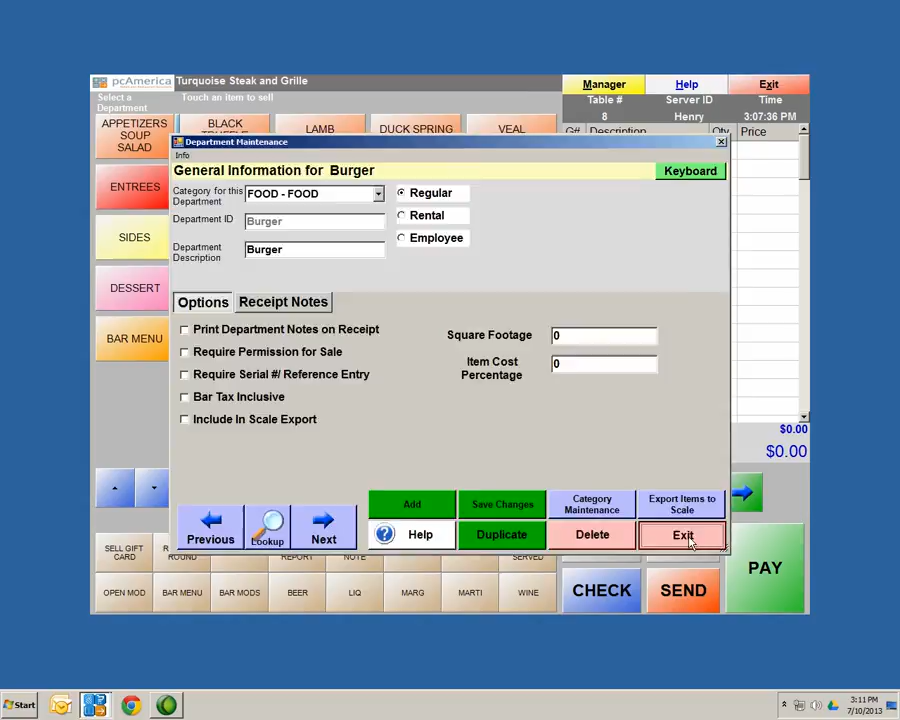 pcAmerica Turquoise Steak and Grille
Manager Help Exit
Select a Department
Touch an item to sell
Table # Server ID Time
8 Henry 3:07:36 PM
APPETIZERS SOUP SALAD
BLACK
LAMB
DUCK SPRING
VEAL
G# Description Qty Price
Department Maintenance
Info
General Information for Burger
Keyboard
ENTREES
SIDES
DESSERT
BAR MENU
Category for this Department
FOOD - FOOD
Regular
Department ID
Burger
Rental
Department Description
Burger
Employee
Options Receipt Notes
Print Department Notes on Receipt
Require Permission for Sale
Require Serial #/ Reference Entry
Bar Tax Inclusive
Include In Scale Export
Square Footage
0
Item Cost Percentage
0
$0.00
$0.00
Previous
Lookup
Next
Add
Save Changes
Category Maintenance
Export Items to Scale
Help
Duplicate
Delete
Exit
SELL GIFT CARD
ROUND
REPORT
NOTE
SERVED
OPEN MOD
BAR MENU
BAR MODS
BEER
LIQ
MARG
MARTI
WINE
CHECK
SEND
PAY
Start
3:11 PM
7/10/2013